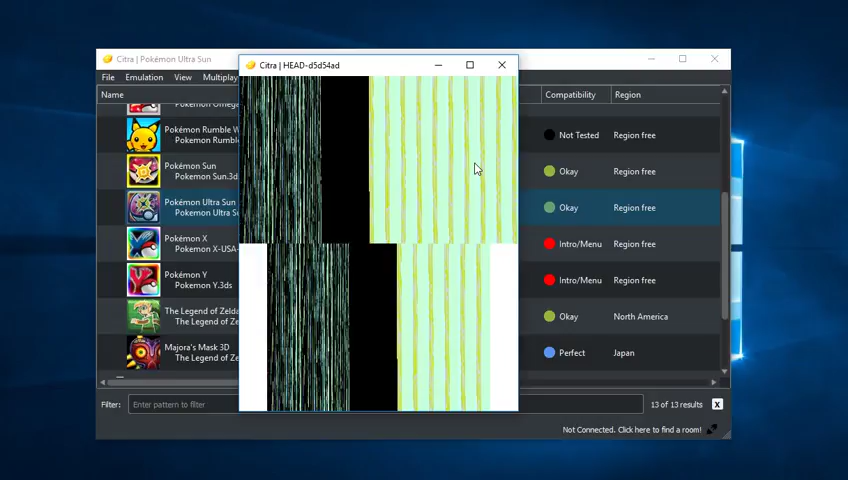 Citra | Pokémon Ultra Sun
Citra | HEAD-d5d54ad
File Emulation View Multiplay
Name Compatibility Region
Pokemon Omega
Pokémon Rumble W
Pokemon Rumbl
Not Tested Region free
Pokémon Sun
Pokemon Sun.3d
Okay Region free
Pokémon Ultra Sun
Pokemon Ultra Su
Okay Region free
Pokémon X
Pokemon X-USA-
Intro/Menu Region free
Pokémon Y
Pokemon Y.3ds
Intro/Menu Region free
The Legend of Zelda
The Legend of Ze
Okay North America
Majora's Mask 3D
The Legend of Ze
Perfect Japan
Filter: Enter pattern to filter 13 of 13 results X
Not Connected. Click here to find a room!